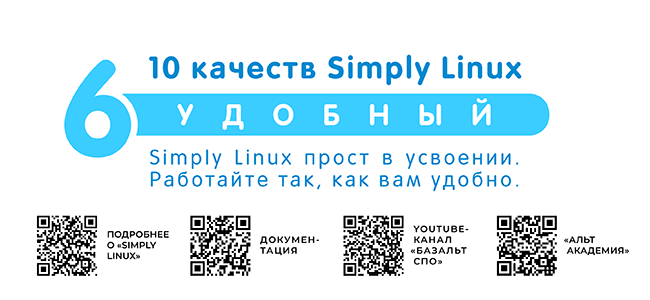 10 качеств Simply Linux
6 УДОБНЫЙ
Simply Linux прост в усвоении.
Работайте так, как вам удобно.
ПОДРОБНЕЕ
О «SIMPLY
LINUX»
ДОКУМЕН-
ТАЦИЯ
YOUTUBE-
КАНАЛ
«БАЗАЛЬТ
СПО»
«АЛЬТ
АКАДЕМИЯ»